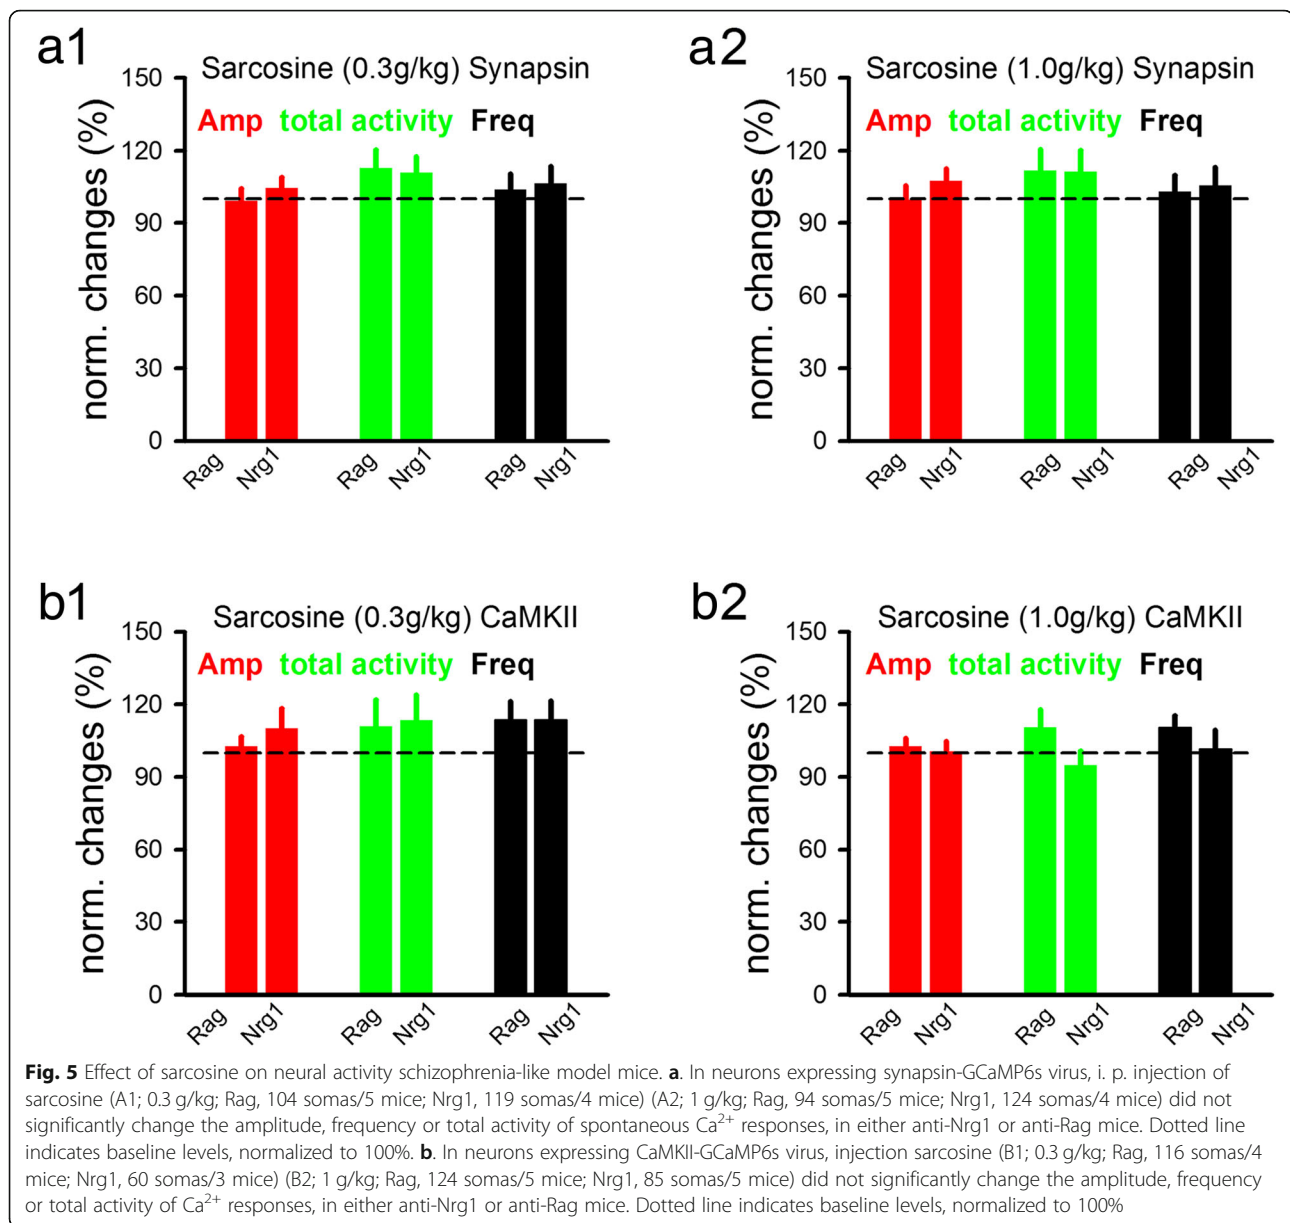 a1
Sarcosine (0.3g/kg) Synapsin
Amp total activity Freq
norm. changes (%)
150
120
90
60
30
0
Rag Nrg1 Rag Nrg1 Rag Nrg1
a2
Sarcosine (1.0g/kg) Synapsin
Amp total activity Freq
norm. changes (%)
150
120
90
60
30
0
Rag Nrg1 Rag Nrg1 Rag Nrg1
b1
Sarcosine (0.3g/kg) CaMKII
Amp total activity Freq
norm. changes (%)
150
120
90
60
30
0
Rag Nrg1 Rag Nrg1 Rag Nrg1
b2
Sarcosine (1.0g/kg) CaMKII
Amp total activity Freq
norm. changes (%)
150
120
90
60
30
0
Rag Nrg1 Rag Nrg1 Rag Nrg1
Fig. 5 Effect of sarcosine on neural activity schizophrenia-like model mice. a. In neurons expressing synapsin-GCaMP6s virus, i. p. injection of
sarcosine (A1; 0.3 g/kg; Rag, 104 somas/5 mice; Nrg1, 119 somas/4 mice) (A2; 1 g/kg; Rag, 94 somas/5 mice; Nrg1, 124 somas/4 mice) did not
significantly change the amplitude, frequency or total activity of spontaneous Ca2+ responses, in either anti-Nrg1 or anti-Rag mice. Dotted line
indicates baseline levels, normalized to 100%. b. In neurons expressing CaMKII-GCaMP6s virus, injection sarcosine (B1; 0.3 g/kg; Rag, 116 somas/4
mice; Nrg1, 60 somas/3 mice) (B2; 1 g/kg; Rag, 124 somas/5 mice; Nrg1, 85 somas/5 mice) did not significantly change the amplitude, frequency
or total activity of Ca2+ responses, in either anti-Nrg1 or anti-Rag mice. Dotted line indicates baseline levels, normalized to 100%